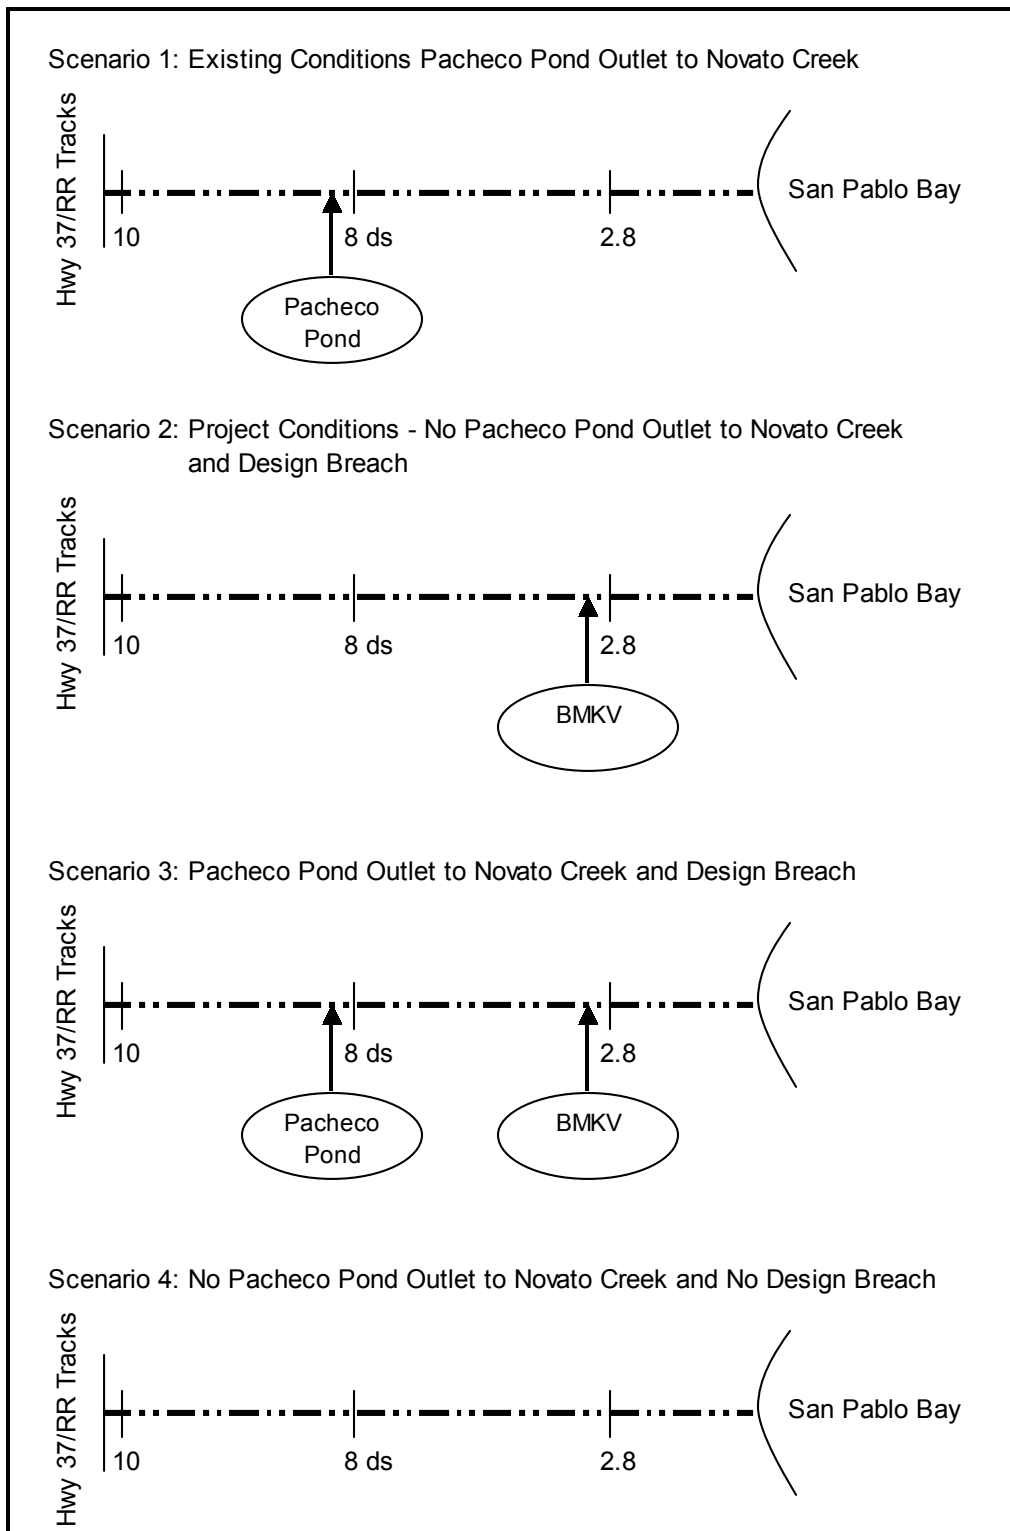 Scenario 1: Existing Conditions Pacheco Pond Outlet to Novato Creek
Hwy 37/RR Tracks
San Pablo Bay
10
8 ds
2.8
Pacheco
Pond
Scenario 2: Project Conditions - No Pacheco Pond Outlet to Novato Creek
and Design Breach
Hwy 37/RR Tracks
San Pablo Bay
10
8 ds
2.8
BMKV
Scenario 3: Pacheco Pond Outlet to Novato Creek and Design Breach
Hwy 37/RR Tracks
San Pablo Bay
10
8 ds
2.8
Pacheco
Pond
BMKV
Scenario 4: No Pacheco Pond Outlet to Novato Creek and No Design Breach
Hwy 37/RR Tracks
San Pablo Bay
10
8 ds
2.8